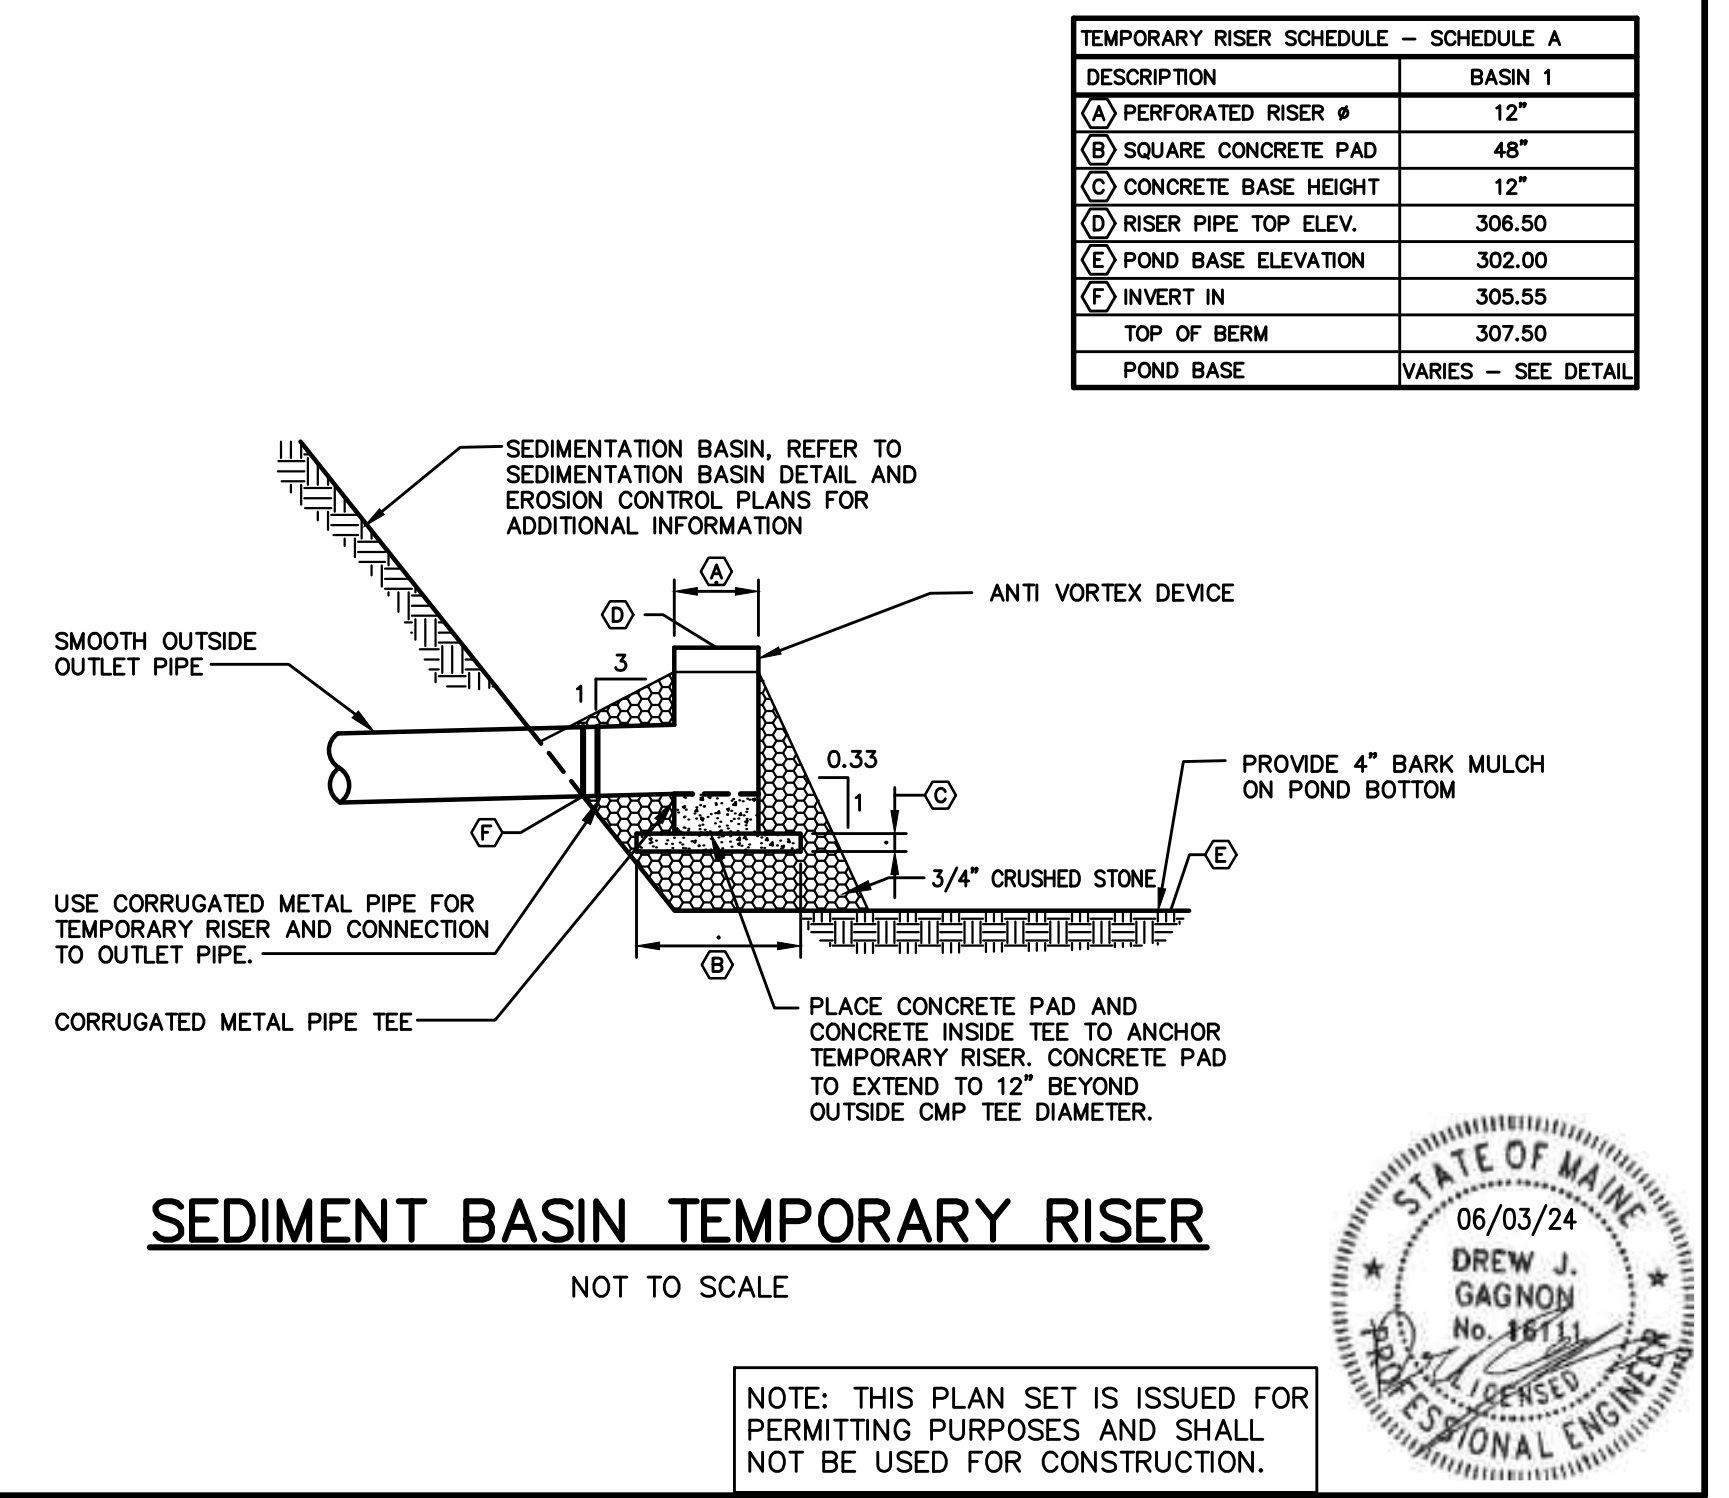 TEMPORARY RISER SCHEDULE – SCHEDULE A
DESCRIPTION BASIN 1
A PERFORATED RISER ø 12"
B SQUARE CONCRETE PAD 48"
C CONCRETE BASE HEIGHT 12"
D RISER PIPE TOP ELEV. 306.50
E POND BASE ELEVATION 302.00
F INVERT IN 305.55
TOP OF BERM 307.50
POND BASE VARIES – SEE DETAIL
SEDIMENTATION BASIN, REFER TO
SEDIMENTATION BASIN DETAIL AND
EROSION CONTROL PLANS FOR
ADDITIONAL INFORMATION
A
ANTI VORTEX DEVICE
D
SMOOTH OUTSIDE
OUTLET PIPE
3
1
0.33
1
C
PROVIDE 4" BARK MULCH
ON POND BOTTOM
F
E
3/4" CRUSHED STONE
USE CORRUGATED METAL PIPE FOR
TEMPORARY RISER AND CONNECTION
TO OUTLET PIPE.
B
CORRUGATED METAL PIPE TEE
PLACE CONCRETE PAD AND
CONCRETE INSIDE TEE TO ANCHOR
TEMPORARY RISER. CONCRETE PAD
TO EXTEND TO 12" BEYOND
OUTSIDE CMP TEE DIAMETER.
SEDIMENT BASIN TEMPORARY RISER
NOT TO SCALE
STATE OF MAINE
06/03/24
DREW J.
GAGNON
No. 16111
LICENSED
PROFESSIONAL ENGINEER
NOTE: THIS PLAN SET IS ISSUED FOR
PERMITTING PURPOSES AND SHALL
NOT BE USED FOR CONSTRUCTION.